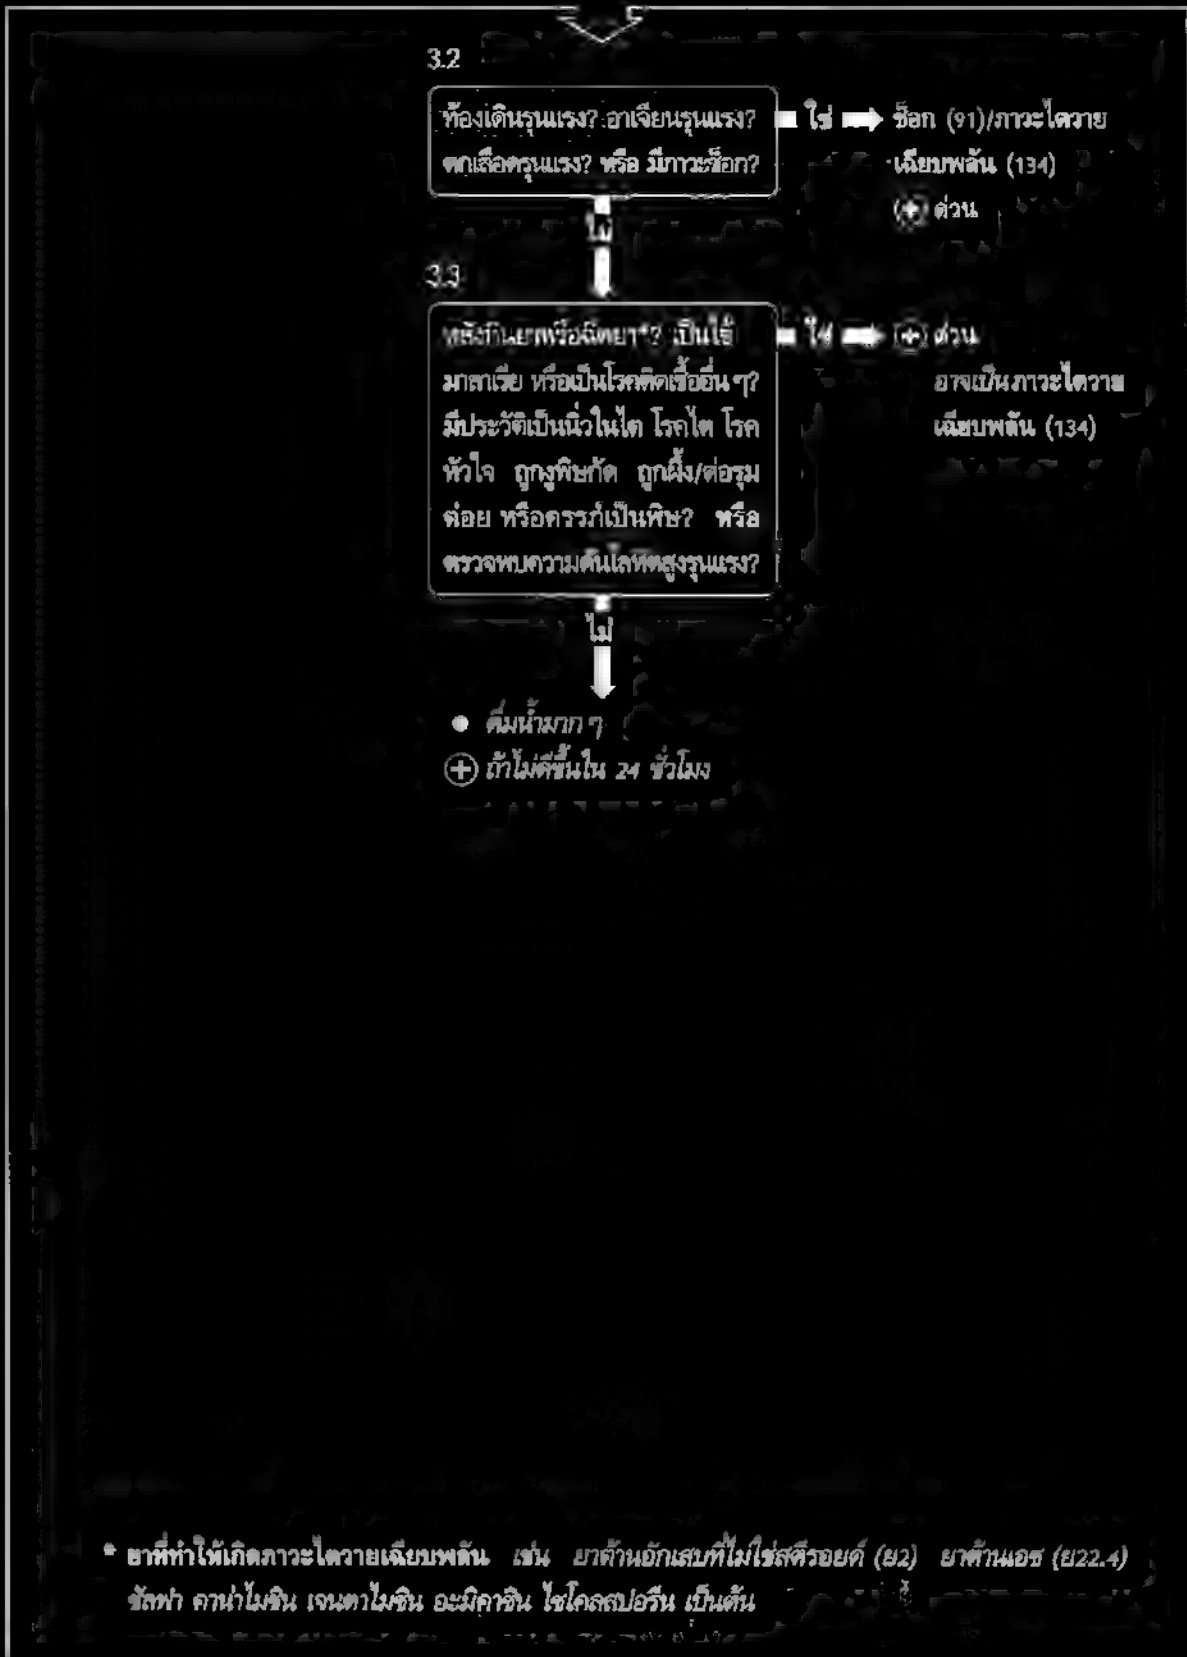 3.2
ท้องเดินรุนแรง? อาเจียนรุนแรง? ใช่ ช็อก (91)/ภาวะไตวาย
ตกเลือดรุนแรง? หรือ มีภาวะช็อก? เฉียบพลัน (134)
(+) ด่วน
ไม่
3.3
หลังกินยาหรือฉีดยา*? เป็นไข้ ใช่ (+) ด่วน
มาลาเรีย หรือเป็นโรคติดเชื้ออื่น ๆ? อาจเป็นภาวะไตวาย
มีประวัติเป็นนิ่วในไต โรคไต โรค เฉียบพลัน (134)
หัวใจ ถูกงูพิษกัด ถูกผึ้ง/ต่อรุม
ต่อย หรือครรภ์เป็นพิษ? หรือ
ตรวจพบความดันโลหิตสูงรุนแรง?
ไม่
● ดื่มน้ำมาก ๆ
(+) ถ้าไม่ดีขึ้นใน 24 ชั่วโมง
* ยาที่ทำให้เกิดภาวะไตวายเฉียบพลัน เช่น ยาต้านอักเสบที่ไม่ใช่สตีรอยด์ (ย2) ยาต้านเอช (ย22.4)
ซัลฟา คาน่าไมซิน เจนตาไมซิน อะมิคาซิน ไซโคลสปอรีน เป็นต้น